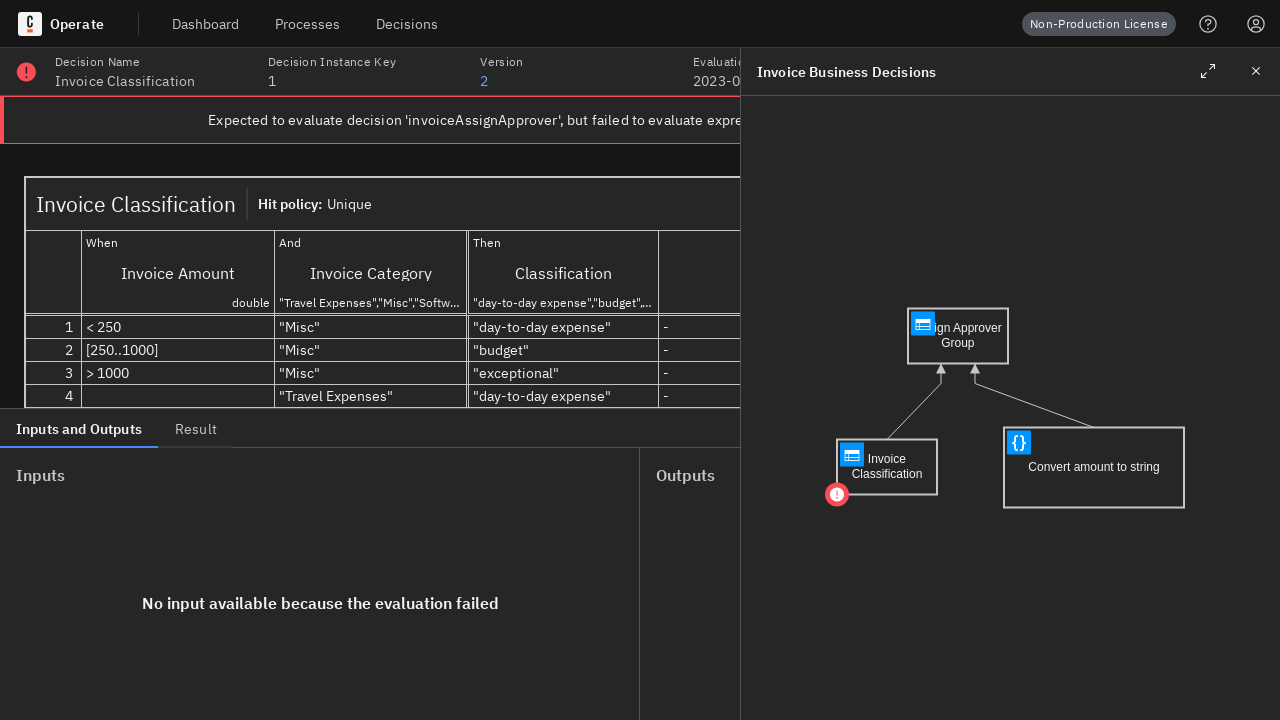 Operate
Dashboard
Processes
Decisions
Non-Production License
Decision Name
Invoice Classification
Decision Instance Key
1
Version
2
2023-0
Invoice Business Decisions
Expected to evaluate decision 'invoiceAssignApprover', but failed to evaluate expre
Invoice Classification
Hit policy: Unique
When
And
Then
Invoice Amount
Invoice Category
Classification
double
"Travel Expenses","Misc","Softw...
"day-to-day expense","budget",...
1 < 250 "Misc" "day-to-day expense" -
2 [250..1000] "Misc" "budget" -
3 > 1000 "Misc" "exceptional" -
4 "Travel Expenses" "day-to-day expense" -
Inputs and Outputs
Result
Inputs
Outputs
No input available because the evaluation failed
ign Approver
Group
Invoice
Classification
Convert amount to string